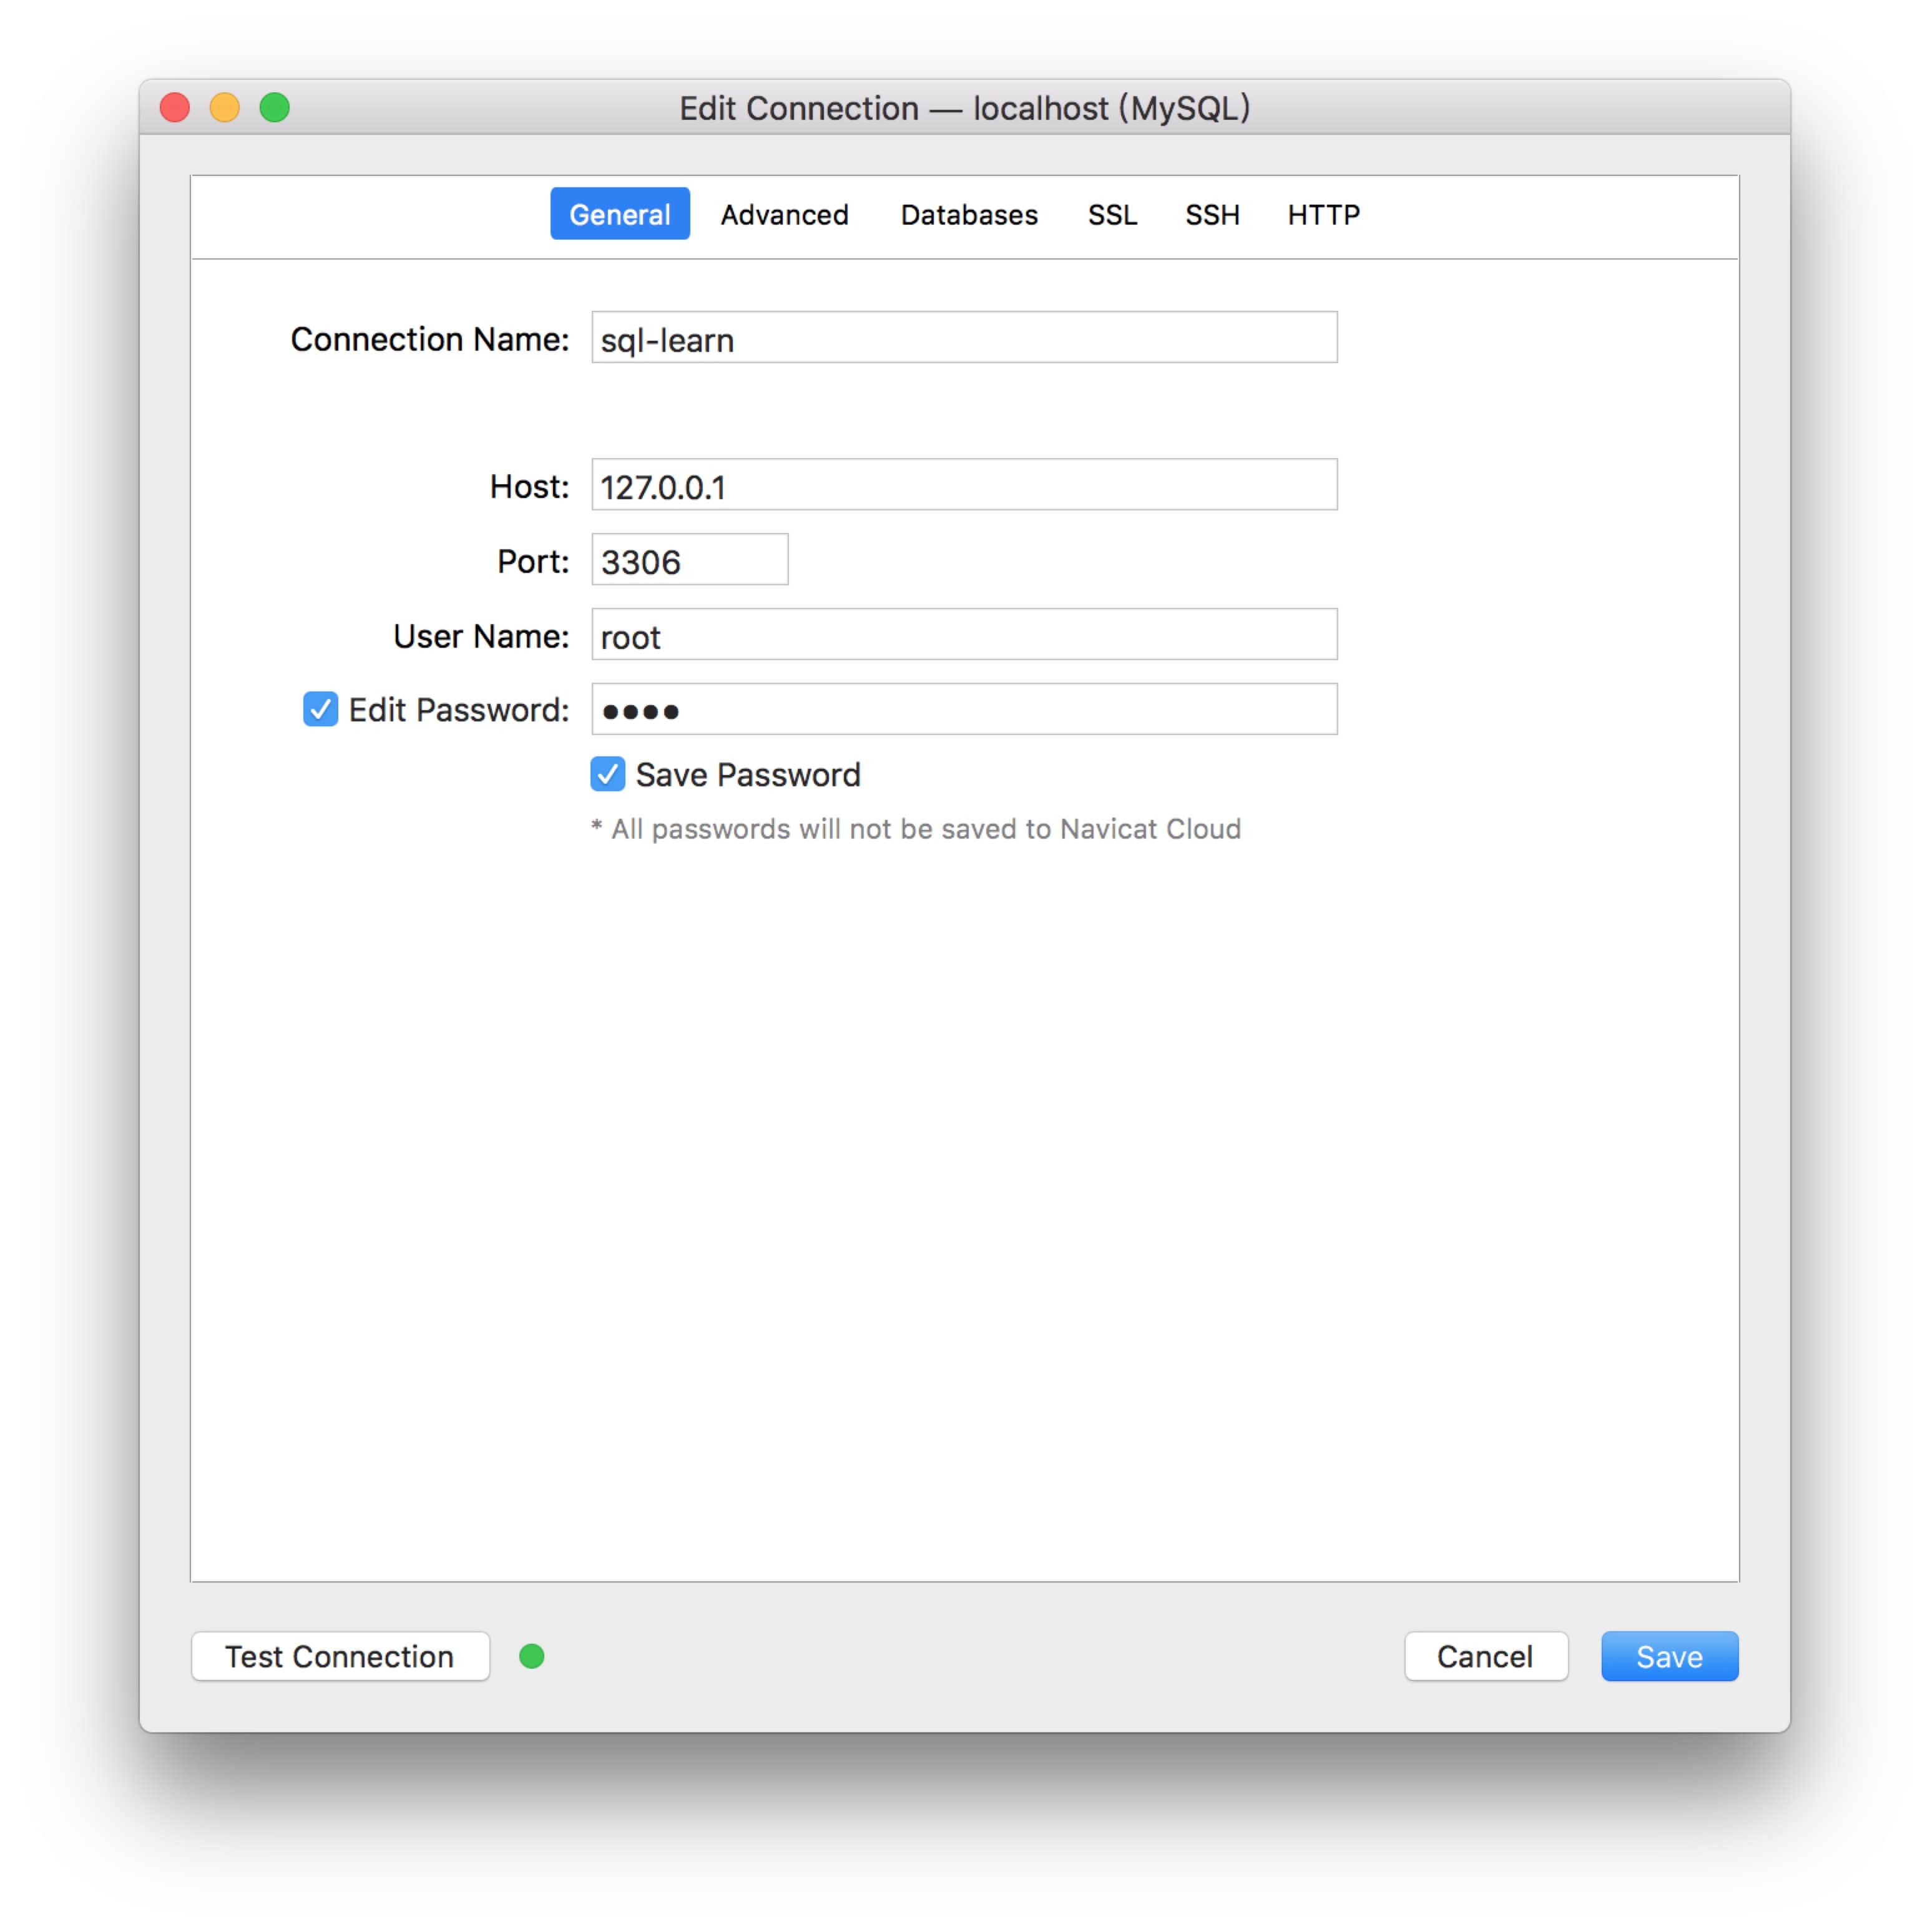 Edit Connection — localhost (MySQL)
General Advanced Databases SSL SSH HTTP
Connection Name: sql-learn
Host: 127.0.0.1
Port: 3306
User Name: root
Edit Password: ••••
Save Password
* All passwords will not be saved to Navicat Cloud
Test Connection Cancel Save